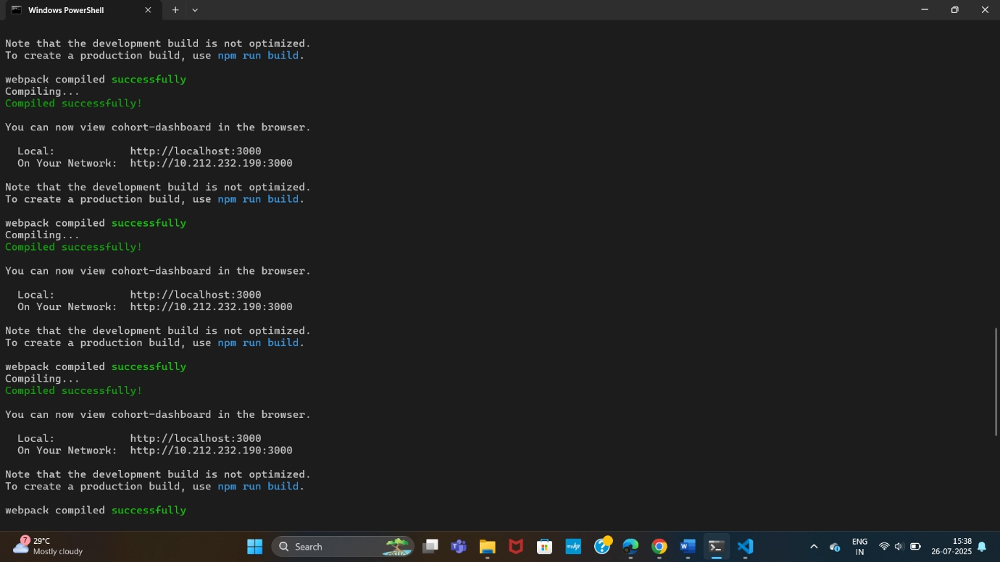 Windows PowerShell
Note that the development build is not optimized.
To create a production build, use npm run build.
webpack compiled successfully
Compiling...
Compiled successfully!
You can now view cohort-dashboard in the browser.
Local: http://localhost:3000
On Your Network: http://10.212.232.190:3000
Note that the development build is not optimized.
To create a production build, use npm run build.
webpack compiled successfully
Compiling...
Compiled successfully!
You can now view cohort-dashboard in the browser.
Local: http://localhost:3000
On Your Network: http://10.212.232.190:3000
Note that the development build is not optimized.
To create a production build, use npm run build.
webpack compiled successfully
Compiling...
Compiled successfully!
You can now view cohort-dashboard in the browser.
Local: http://localhost:3000
On Your Network: http://10.212.232.190:3000
Note that the development build is not optimized.
To create a production build, use npm run build.
webpack compiled successfully
7
29°C
Mostly cloudy
Search
myhp
ENG
IN
15:38
26-07-2025